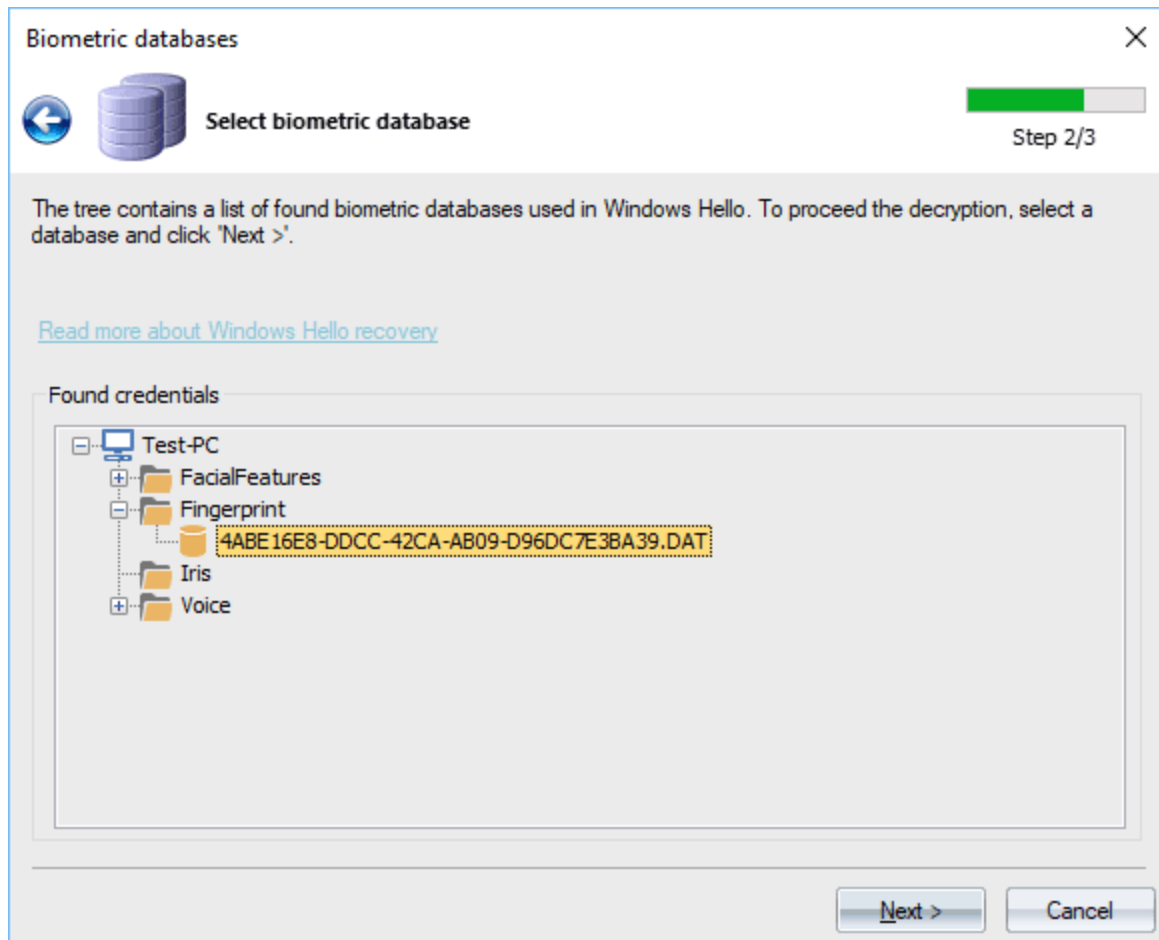 Biometric databases
Select biometric database
Step 2/3
The tree contains a list of found biometric databases used in Windows Hello. To proceed the decryption, select a
database and click 'Next >'.
Read more about Windows Hello recovery
Found credentials
Test-PC
FacialFeatures
Fingerprint
4ABE16E8-DDCC-42CA-AB09-D96DC7E3BA39.DAT
Iris
Voice
Next >
Cancel